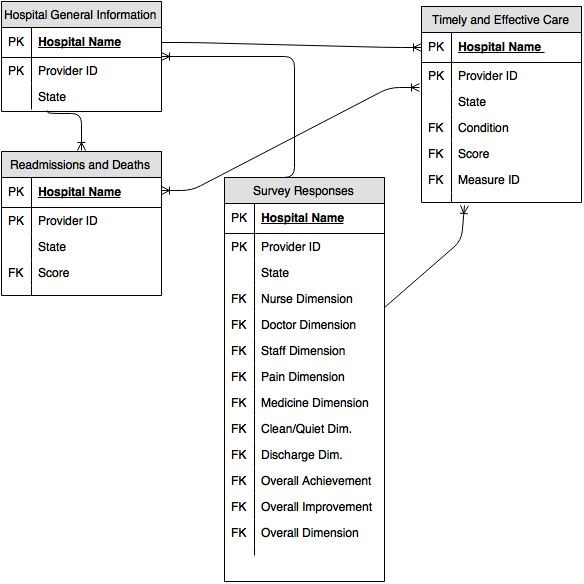 Hospital General Information
PK Hospital Name
PK Provider ID
State
Timely and Effective Care
PK Hospital Name
PK Provider ID
State
FK Condition
FK Score
FK Measure ID
Readmissions and Deaths
PK Hospital Name
PK Provider ID
State
FK Score
Survey Responses
PK Hospital Name
PK Provider ID
State
FK Nurse Dimension
FK Doctor Dimension
FK Staff Dimension
FK Pain Dimension
FK Medicine Dimension
FK Clean/Quiet Dim.
FK Discharge Dim.
FK Overall Achievement
FK Overall Improvement
FK Overall Dimension